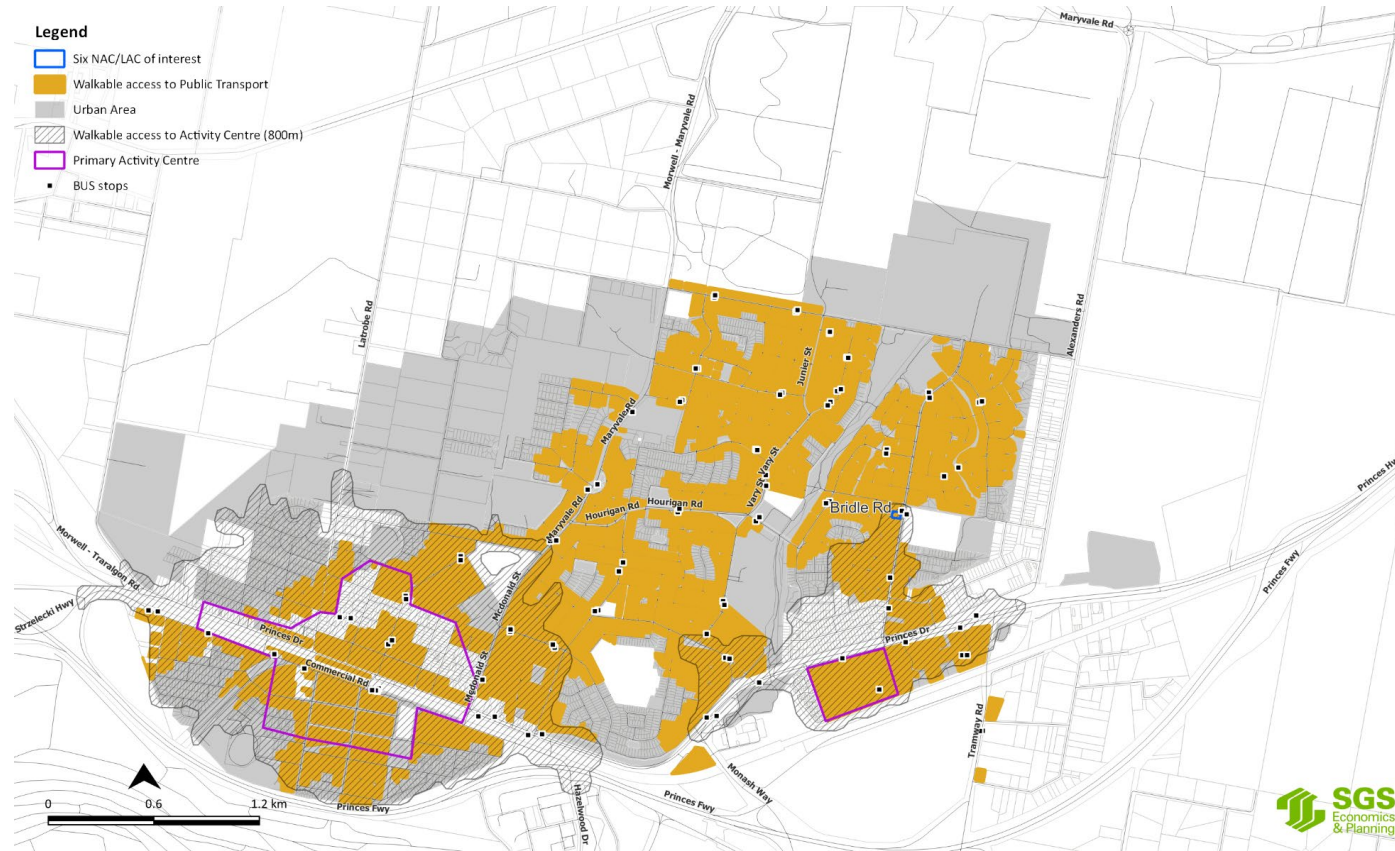 Legend
Six NAC/LAC of interest
Walkable access to Public Transport
Urban Area
Walkable access to Activity Centre (800m)
Primary Activity Centre
BUS stops
Maryvale Rd
Morwell - Maryvale Rd
Latrobe Rd
Alexanders Rd
Junier St
Maryvale Rd
Vary St
Vary St
Hourigan Rd
Hourigan Rd
Maryvale Rd
Bridle Rd
Princes Fwy
Morwell - Traralgon Rd
Strzelecki Hwy
Mcdonald St
Princes Dr
Princes Dr
Commercial Rd
Mcdonald St
Tramway Rd
Monash Way
Princes Fwy
Princes Fwy
Hazelwood Dr
0 0.6 1.2 km
SGS
Economics
& Planning